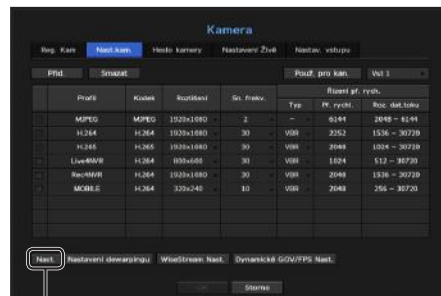 Kamera
Reg. Kam Nast.kam. Heslo kamery Nastavení Živě Nastav. vstupu
Přid. Smazat Použ. pro kan. Vst 1
Profil Kodek Rozlišení Sn. frekv. Řízení př. rych.
Typ Př. rychl. Roz. dat.toku
MJPEG MJPEG 1920x1080 2 - 6144 2048 ~ 6144
H.264 H.264 1920x1080 30 VBR 2252 1536 ~ 30720
H.265 H.265 1920x1080 30 VBR 2048 1024 ~ 30720
Live4NVR H.264 800x600 30 VBR 1024 512 ~ 30720
Rec4NVR H.264 1920x1080 30 VBR 2048 1536 ~ 30720
MOBILE H.264 320x240 10 VBR 2048 256 ~ 30720
Nast. Nastavení dewarpingu WiseStream Nast. Dynamické GOV/FPS Nast.
OK Storno